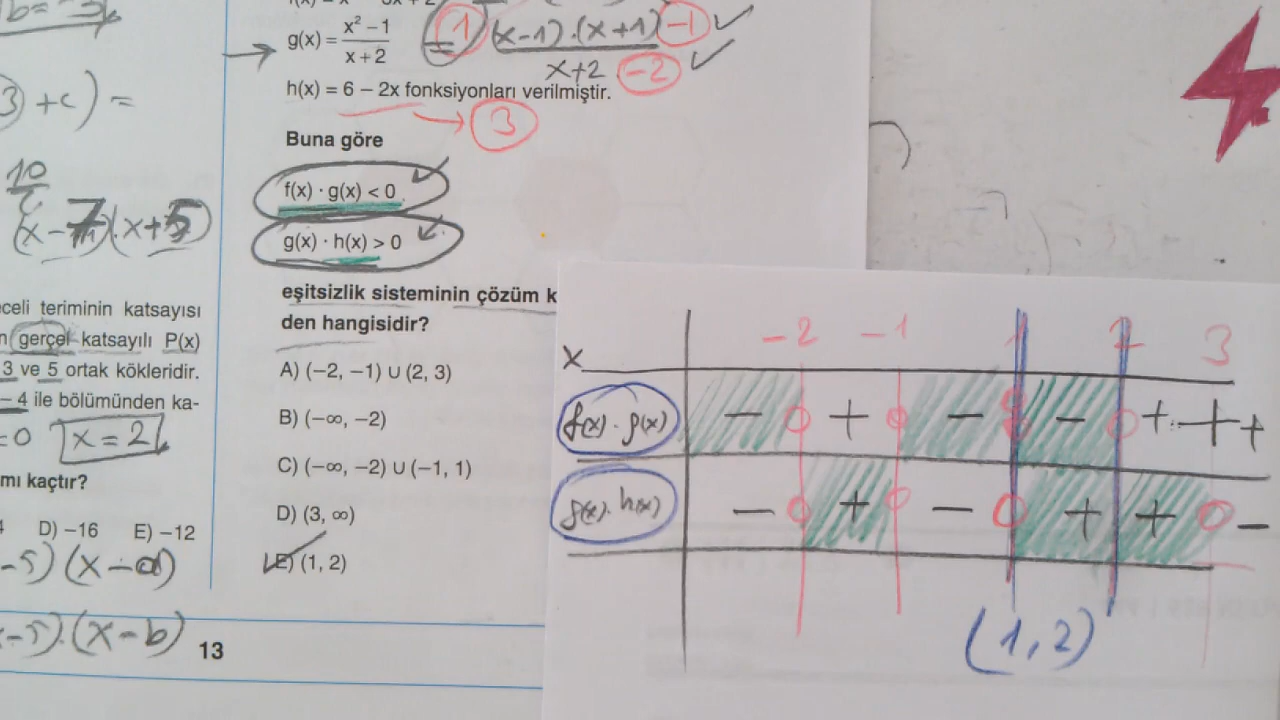 g(x) = x² – 1 / x + 2
= (x-1).(x+1) / x+2
1
-1
-2
h(x) = 6 – 2x fonksiyonları verilmiştir.
3
Buna göre
f(x) · g(x) < 0
g(x) · h(x) > 0
eşitsizlik sisteminin çözüm k
den hangisidir?
A) (–2, –1) ∪ (2, 3)
B) (–∞, –2)
C) (–∞, –2) ∪ (–1, 1)
D) (3, ∞)
E) (1, 2)
13
3) +c) =
10
(x-7).(x+5)
celi teriminin katsayısı
n gerçel katsayılı P(x)
3 ve 5 ortak kökleridir.
– 4 ile bölümünden ka-
=0 x=2
mı kaçtır?
4 D) –16 E) –12
-5)(x-a)
-5).(x-b)
x -2 -1 1 2 3
f(x).g(x) - + - - + + +
g(x).h(x) - + - + + -
(1,2)